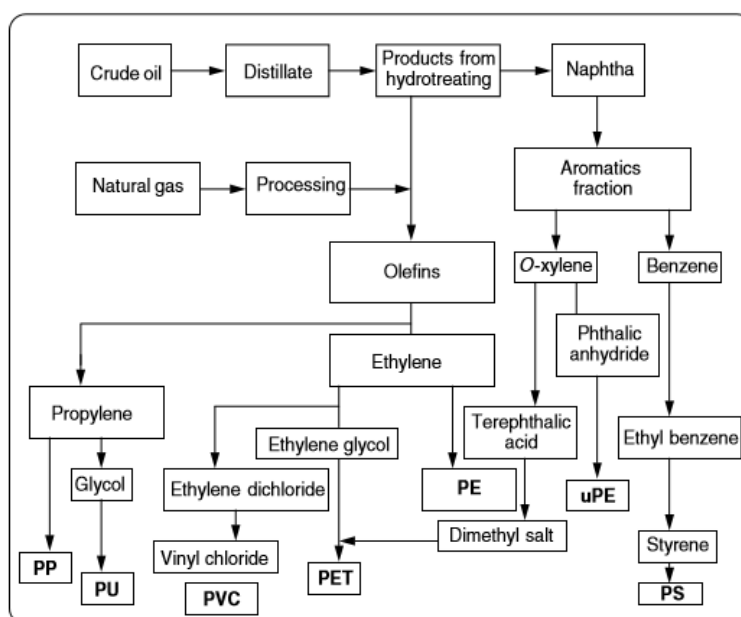 Crude oil
Distillate
Products from
hydrotreating
Naphtha
Natural gas
Processing
Aromatics
fraction
Olefins
O-xylene
Benzene
Ethylene
Phthalic
anhydride
Propylene
Terephthalic
acid
Ethyl benzene
Ethylene glycol
Glycol
Ethylene dichloride
PE
uPE
Dimethyl salt
Styrene
Vinyl chloride
PP
PU
PVC
PET
PS